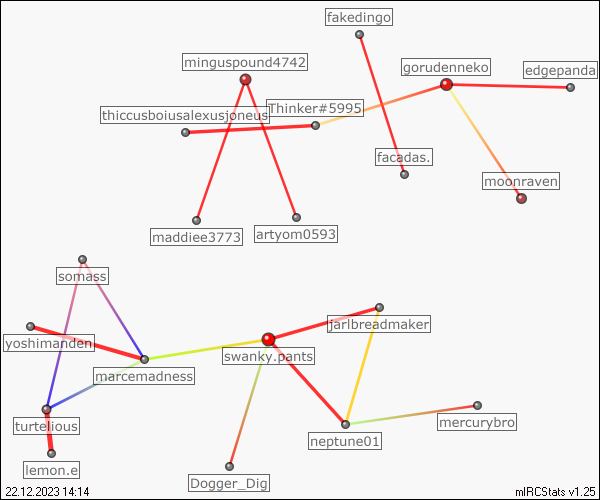 fakedingo
minguspound4742
gorudenneko
edgepanda
thiccusboiusalexusjoneus
Thinker#5995
facadas.
moonraven
maddiee3773
artyom0593
somass
jarlbreadmaker
yoshimanden
swanky.pants
marcemadness
mercurybro
turtelious
neptune01
lemon.e
Dogger_Dig
22.12.2023 14:14
mIRCStats v1.25